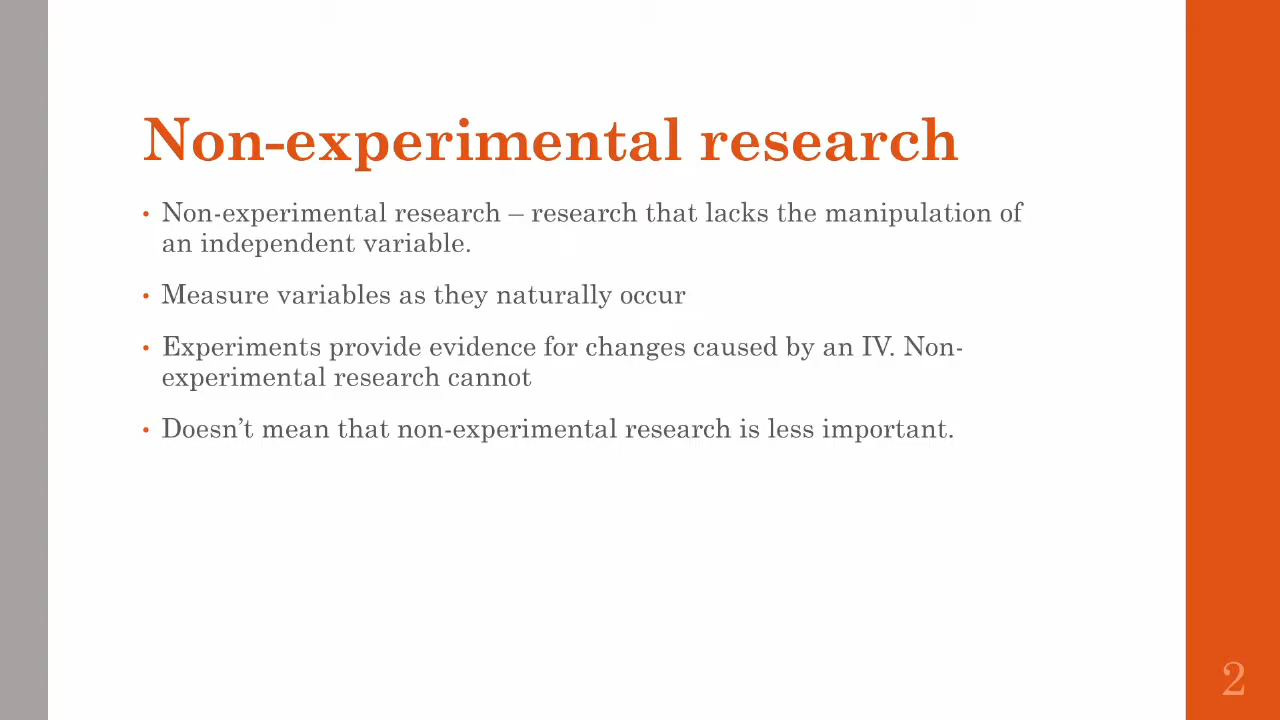 Non-experimental research
• Non-experimental research – research that lacks the manipulation of
an independent variable.
• Measure variables as they naturally occur
• Experiments provide evidence for changes caused by an IV. Non-
experimental research cannot
• Doesn’t mean that non-experimental research is less important.
2